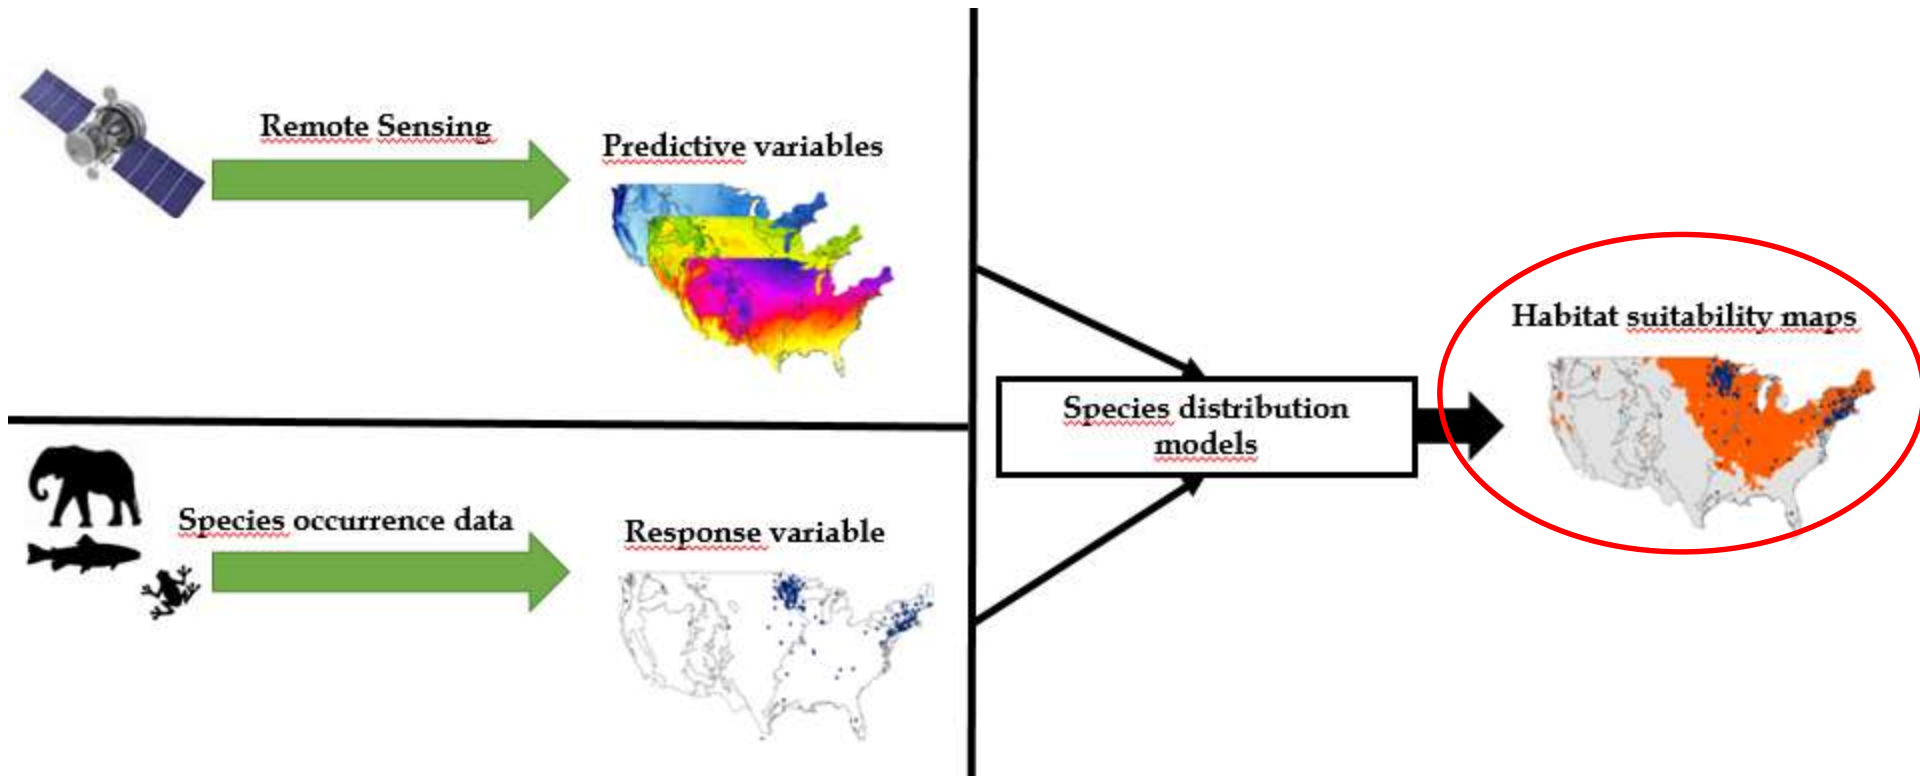 Remote Sensing
Predictive variables
Species occurrence data
Response variable
Species distribution
models
Habitat suitability maps